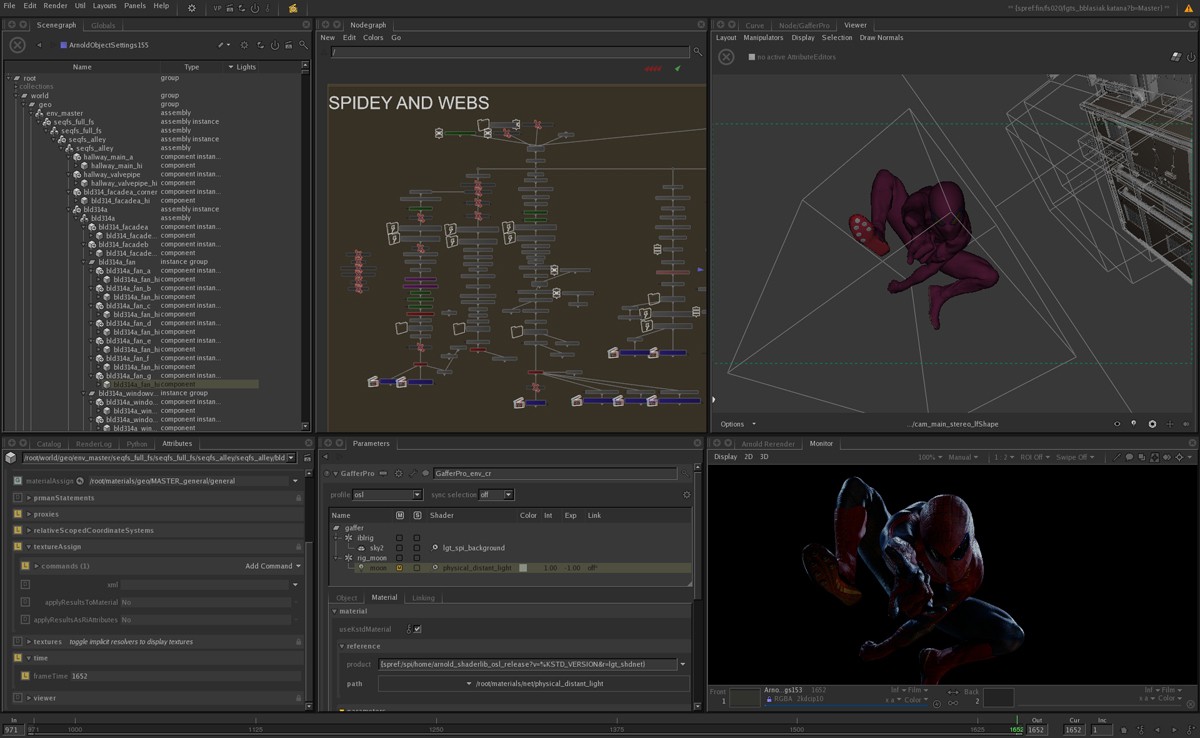 File Edit Render Util Layouts Panels Help
Scenegraph Globals
ArnoldObjectSettings155
Name Type Lights
root group
collections
world group
geo group
env_master assembly
seqfs_full_fs assembly instance
seqfs_full_fs assembly
seqfs_alley assembly instance
seqfs_alley assembly
hallway_main_a component instan...
hallway_main_hi component
hallway_valvepipe component instan...
hallway_valvepipe_hi component
bld314_facadea_corner component instan...
bld314_facadea_hi component
bld314a assembly instance
bld314a assembly
bld314_facadea component instan...
bld314_facade... component
bld314_facadeb component instan...
bld314_facade... component
bld314a_fan instance group
bld314a_fan_a component instan...
bld314a_fan_hi component
bld314a_fan_b component instan...
bld314a_fan_hi component
bld314a_fan_c component instan...
bld314a_fan_hi component
bld314a_fan_d component instan...
bld314a_fan_hi component
bld314a_fan_e component instan...
bld314a_fan_hi component
bld314a_fan_f component instan...
bld314a_fan_hi component
bld314a_fan_g component instan...
bld314a_fan_hi component
bld314a_window... instance group
bld314a_windo... component instan...
bld314a_win... component
bld314a_windo... component instan...
bld314a_win... component
Nodegraph
New Edit Colors Go
/
SPIDEY AND WEBS
Curve Node/GafferPro Viewer
Layout Manipulators Display Selection Draw Normals
no active AttributeEditors
Options .../cam_main_stereo_lfShape
Catalog RenderLog Python Attributes
/root/world/geo/env_master/seqfs_full_fs/seqfs_full_fs/seqfs_alley/seqfs_alley/bld
materialAssign /root/materials/geo/MASTER_general/general
prmanStatements
proxies
relativeScopedCoordinateSystems
textureAssign
commands (1) Add Command
xml
applyResultsToMaterial No
applyResultsAsRiAttributes No
textures toggle implicit resolvers to display textures
time
frameTime 1652
viewer
Parameters
GafferPro GafferPro_env_cr
profile osl sync selection off
Name M S Shader Color Int Exp Link
gaffer
iblrig
sky2 lgt_spi_background
rig_moon
moon M physical_distant_light 1.00 -1.00 off*
Object Material Linking
material
useKstdMaterial
reference
product {spref:/spi/home/arnold_shaderlib_osl_release?v=%KSTD_VERSION&r=lgt_shdnet}
path /root/materials/net/physical_distant_light
parameters
Arnold Rerender Monitor
Display 2D 3D 100% Manual 1 2 ROI Off Swipe Off
Front 1 Arno...gs153 1652 Inf Film Back 2 Inf Film
RGBA 2kdcip10 x a Color x a Color
In 971 971 1000 1125 1250 1375 1500 1625 1652 Out 1652 Cur 1652 Inc 1